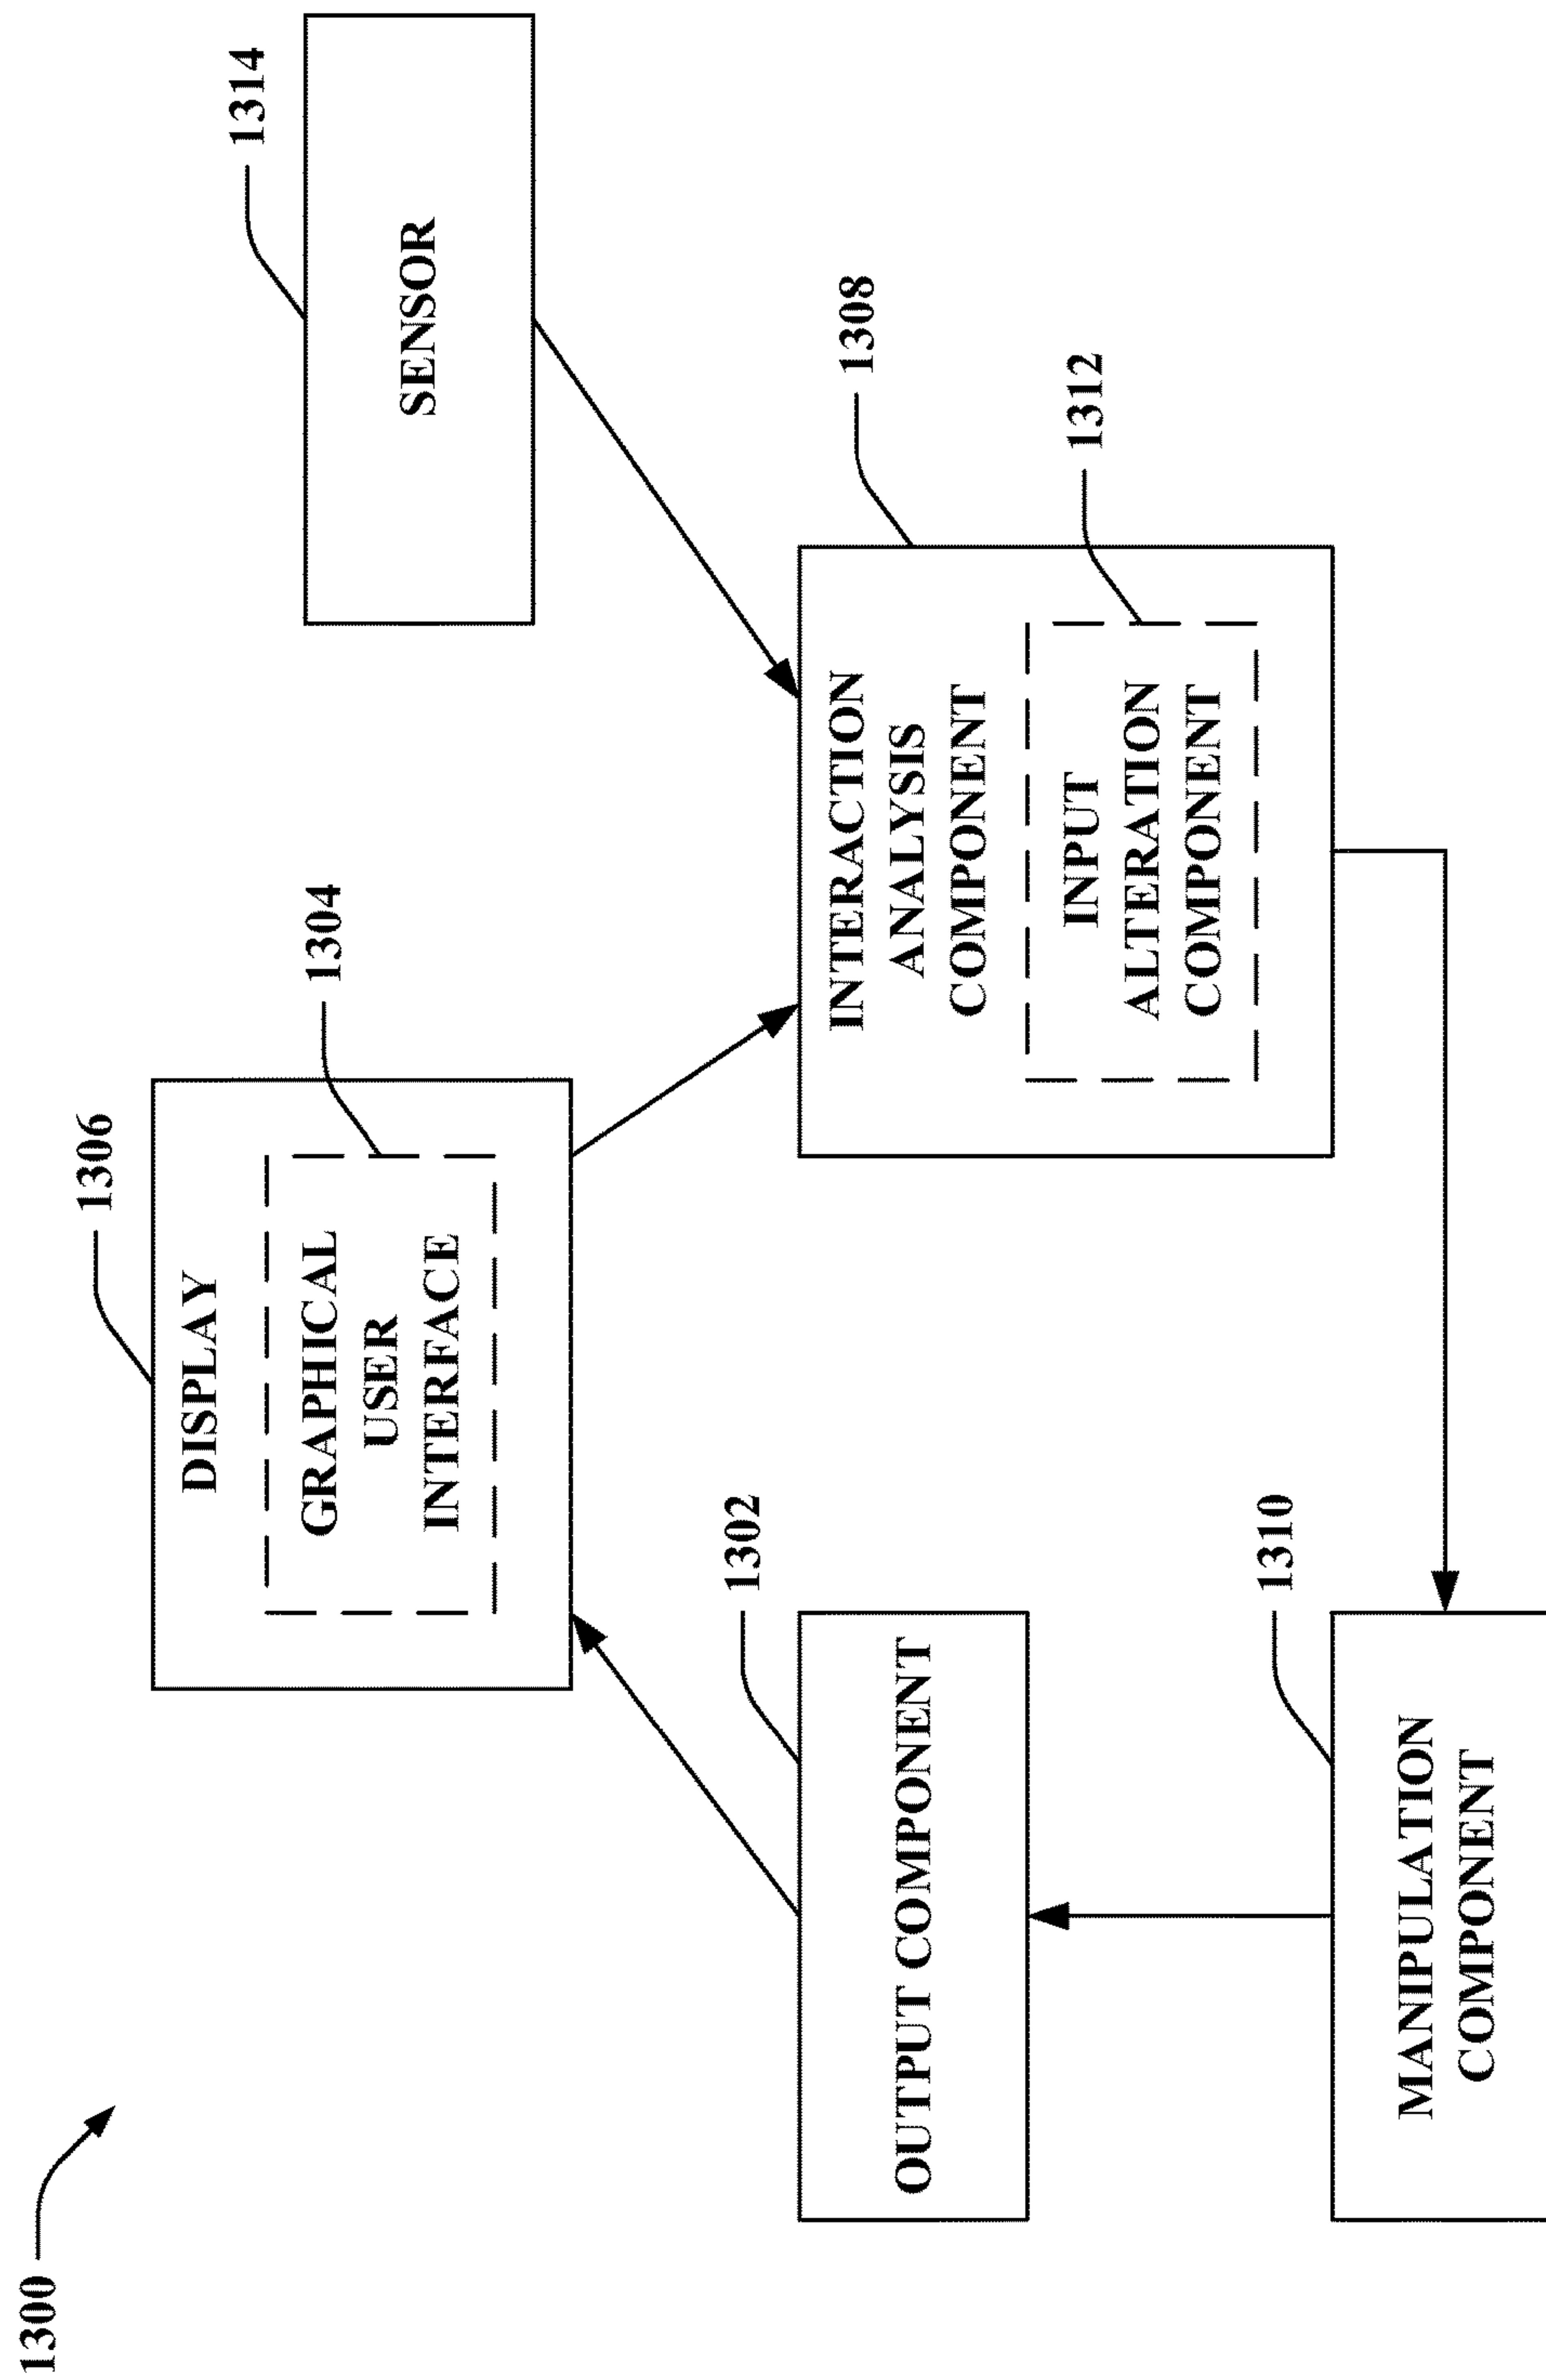 1300
1306
DISPLAY
1304
GRAPHICAL
USER
INTERFACE
1314
SENSOR
1302
OUTPUT COMPONENT
1308
INTERACTION
ANALYSIS
COMPONENT
1312
INPUT
ALTERATION
COMPONENT
1310
MANIPULATION
COMPONENT